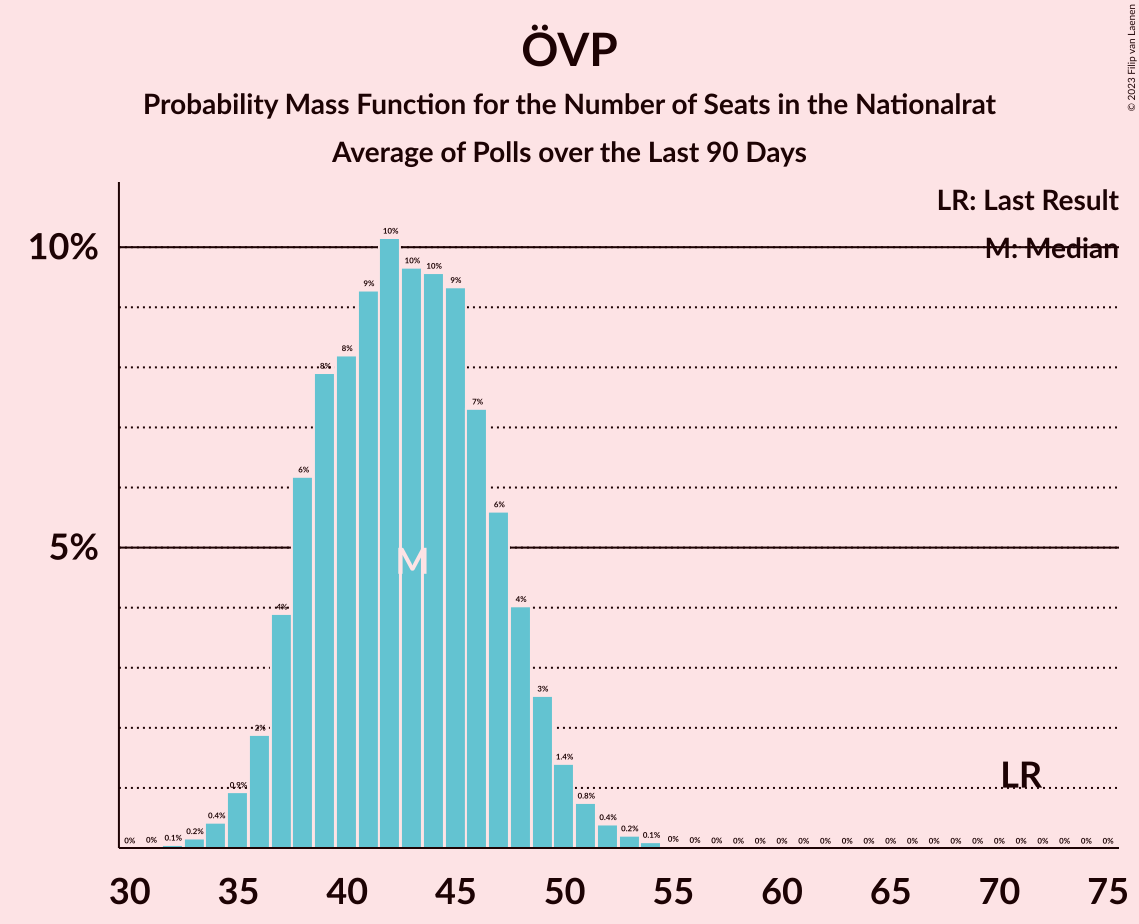 ÖVP
Probability Mass Function for the Number of Seats in the Nationalrat
Average of Polls over the Last 90 Days
© 2023 Filip van Laenen
LR: Last Result
M: Median
10%
5%
0% 0% 0.1% 0.2% 0.4% 0.9% 2% 4% 6% 8% 8% 9% 10% 10% 10% 9% 7% 6% 4% 3% 1.4% 0.8% 0.4% 0.2% 0.1% 0% 0% 0% 0% 0% 0% 0% 0% 0% 0% 0% 0% 0% 0% 0% 0% 0% 0% 0% 0% 0%
M
LR
30 35 40 45 50 55 60 65 70 75